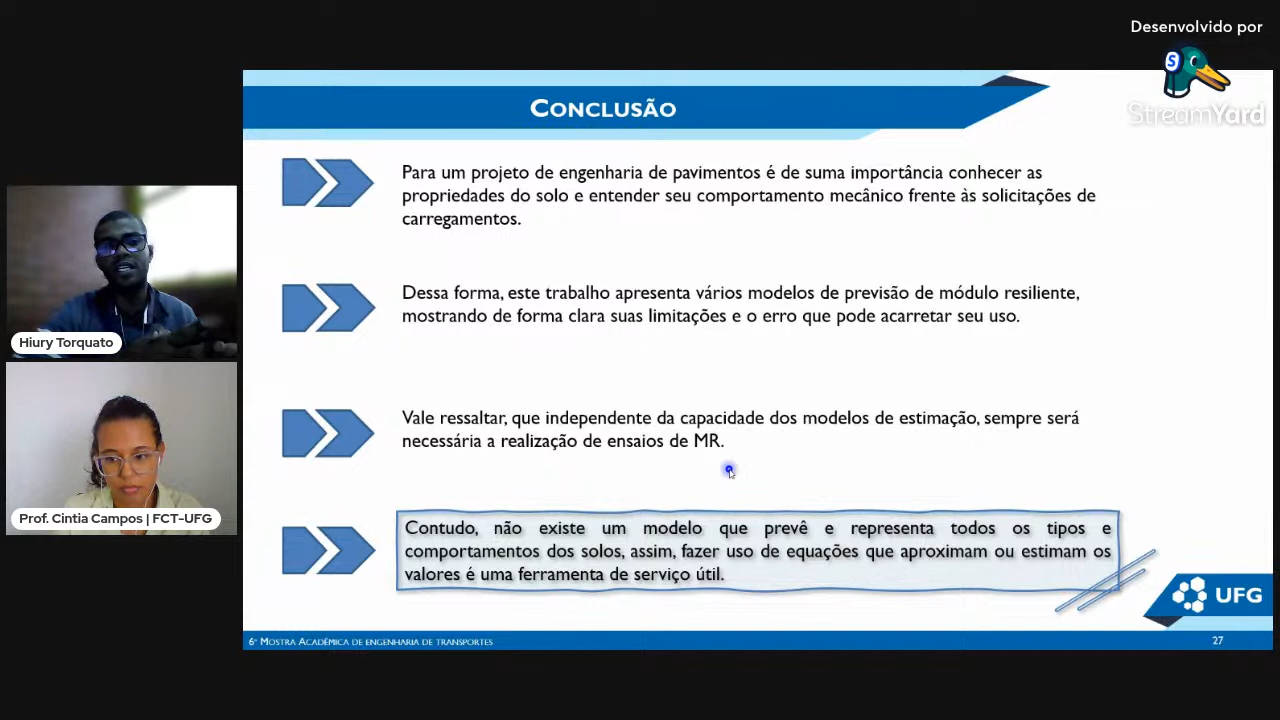 Desenvolvido por
S
StreamYard
Conclusão
Para um projeto de engenharia de pavimentos é de suma importância conhecer as
propriedades do solo e entender seu comportamento mecânico frente às solicitações de
carregamentos.
Dessa forma, este trabalho apresenta vários modelos de previsão de módulo resiliente,
mostrando de forma clara suas limitações e o erro que pode acarretar seu uso.
Vale ressaltar, que independente da capacidade dos modelos de estimação, sempre será
necessária a realização de ensaios de MR.
Contudo, não existe um modelo que prevê e representa todos os tipos e
comportamentos dos solos, assim, fazer uso de equações que aproximam ou estimam os
valores é uma ferramenta de serviço útil.
Hiury Torquato
Prof. Cintia Campos | FCT-UFG
UFG
6ª Mostra Acadêmica de engenharia de transportes
27